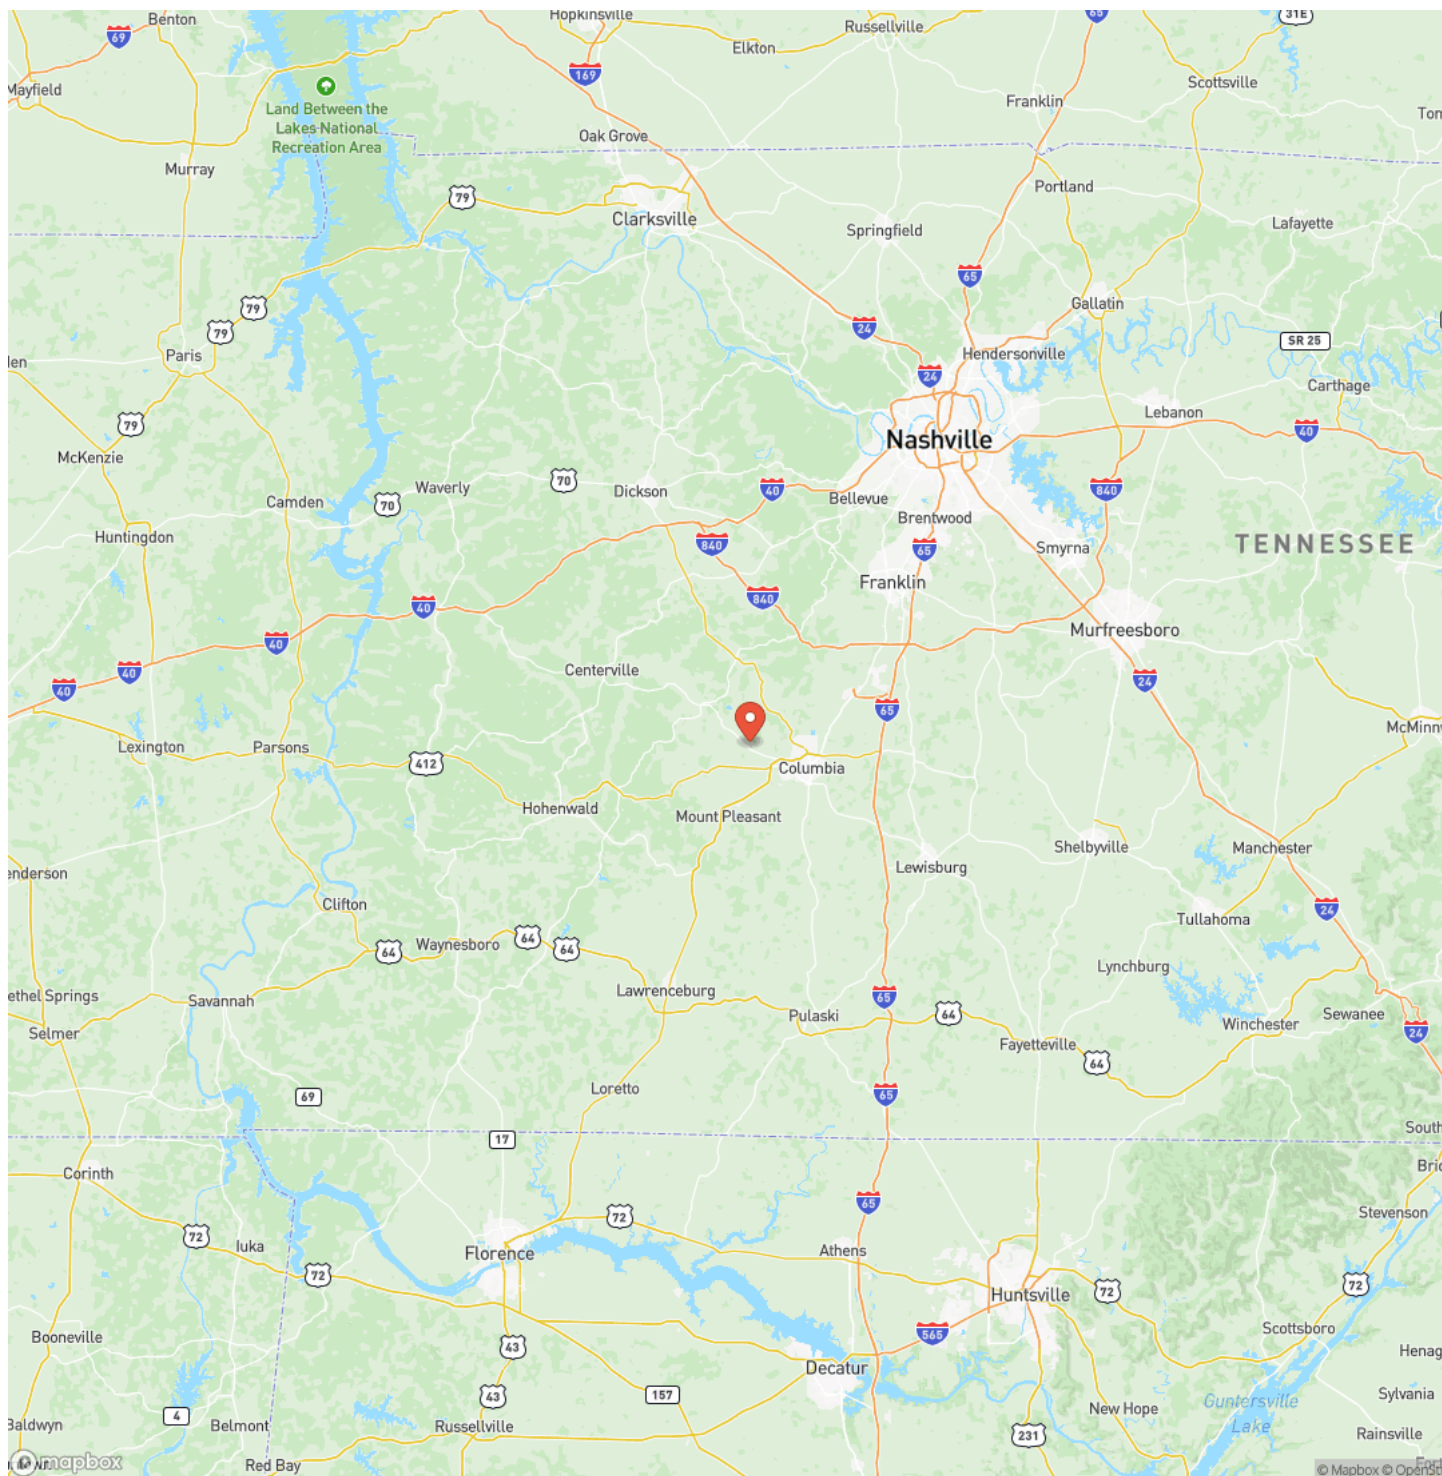 Hopkinsville
65
31E
Benton
Russellville
69
Elkton
169
Scottsville
Mayfield
Franklin
Land Between the
Lakes National
Recreation Area
Oak Grove
Murray
79
Portland
Clarksville
Lafayette
Springfield
65
79
Gallatin
79
24
SR 25
Paris
Hendersonville
24
Carthage
Lebanon
79
40
Nashville
McKenzie
70
Waverly
40
840
Dickson
Bellevue
Camden
70
Brentwood
Huntingdon
840
65
Smyrna
TENNESSEE
Franklin
840
40
Murfreesboro
40
Centerville
40
24
40
65
Lexington
Parsons
412
Columbia
Hohenwald
Mount Pleasant
Shelbyville
Manchester
Lewisburg
Clifton
24
Tullahoma
64
Waynesboro
64
64
Lynchburg
Savannah
Lawrenceburg
65
Selmer
Pulaski
64
Winchester
Sewanee
24
Fayetteville
64
Loretto
65
69
17
Corinth
65
72
Stevenson
72
Iuka
Florence
Athens
72
72
Huntsville
72
Booneville
43
565
Scottsboro
Decatur
43
157
Sylvania
4
Belmont
Russellville
New Hope
Guntersville
Lake
231
Rainsville
Red Bay
mapbox
© Mapbox